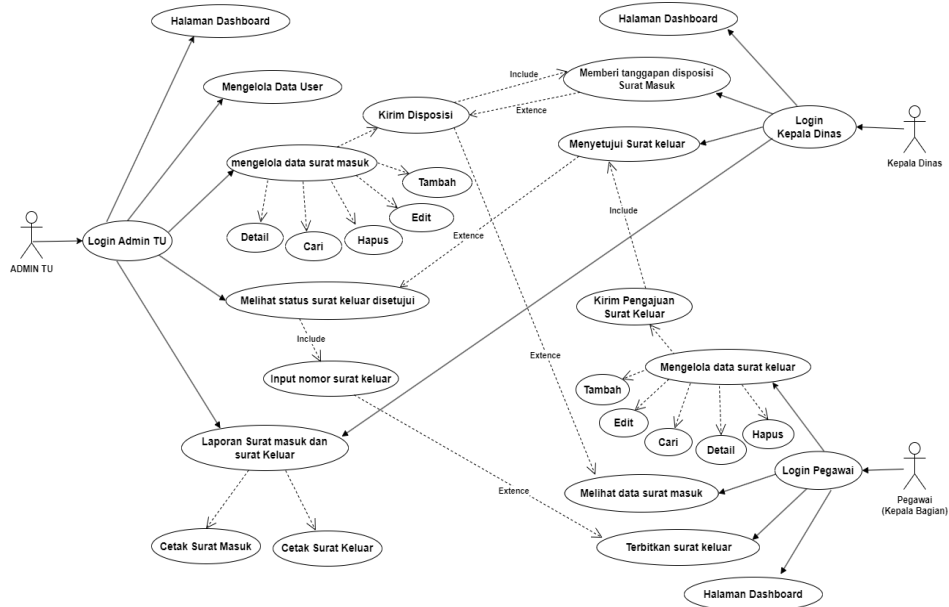 Halaman Dashboard
Halaman Dashboard
Mengelola Data User
Include
Memberi tanggapan disposisi
Surat Masuk
Kirim Disposisi
Extence
Login
Kepala Dinas
Kepala Dinas
Menyetujui Surat keluar
mengelola data surat masuk
Tambah
Edit
Hapus
Cari
Detail
Include
Extence
Login Admin TU
ADMIN TU
Melihat status surat keluar disetujui
Kirim Pengajuan
Surat Keluar
Include
Extence
Mengelola data surat keluar
Input nomor surat keluar
Tambah
Edit
Cari
Detail
Hapus
Laporan Surat masuk dan
surat Keluar
Login Pegawai
Pegawai
(Kepala Bagian)
Extence
Melihat data surat masuk
Cetak Surat Masuk
Cetak Surat Keluar
Terbitkan surat keluar
Halaman Dashboard